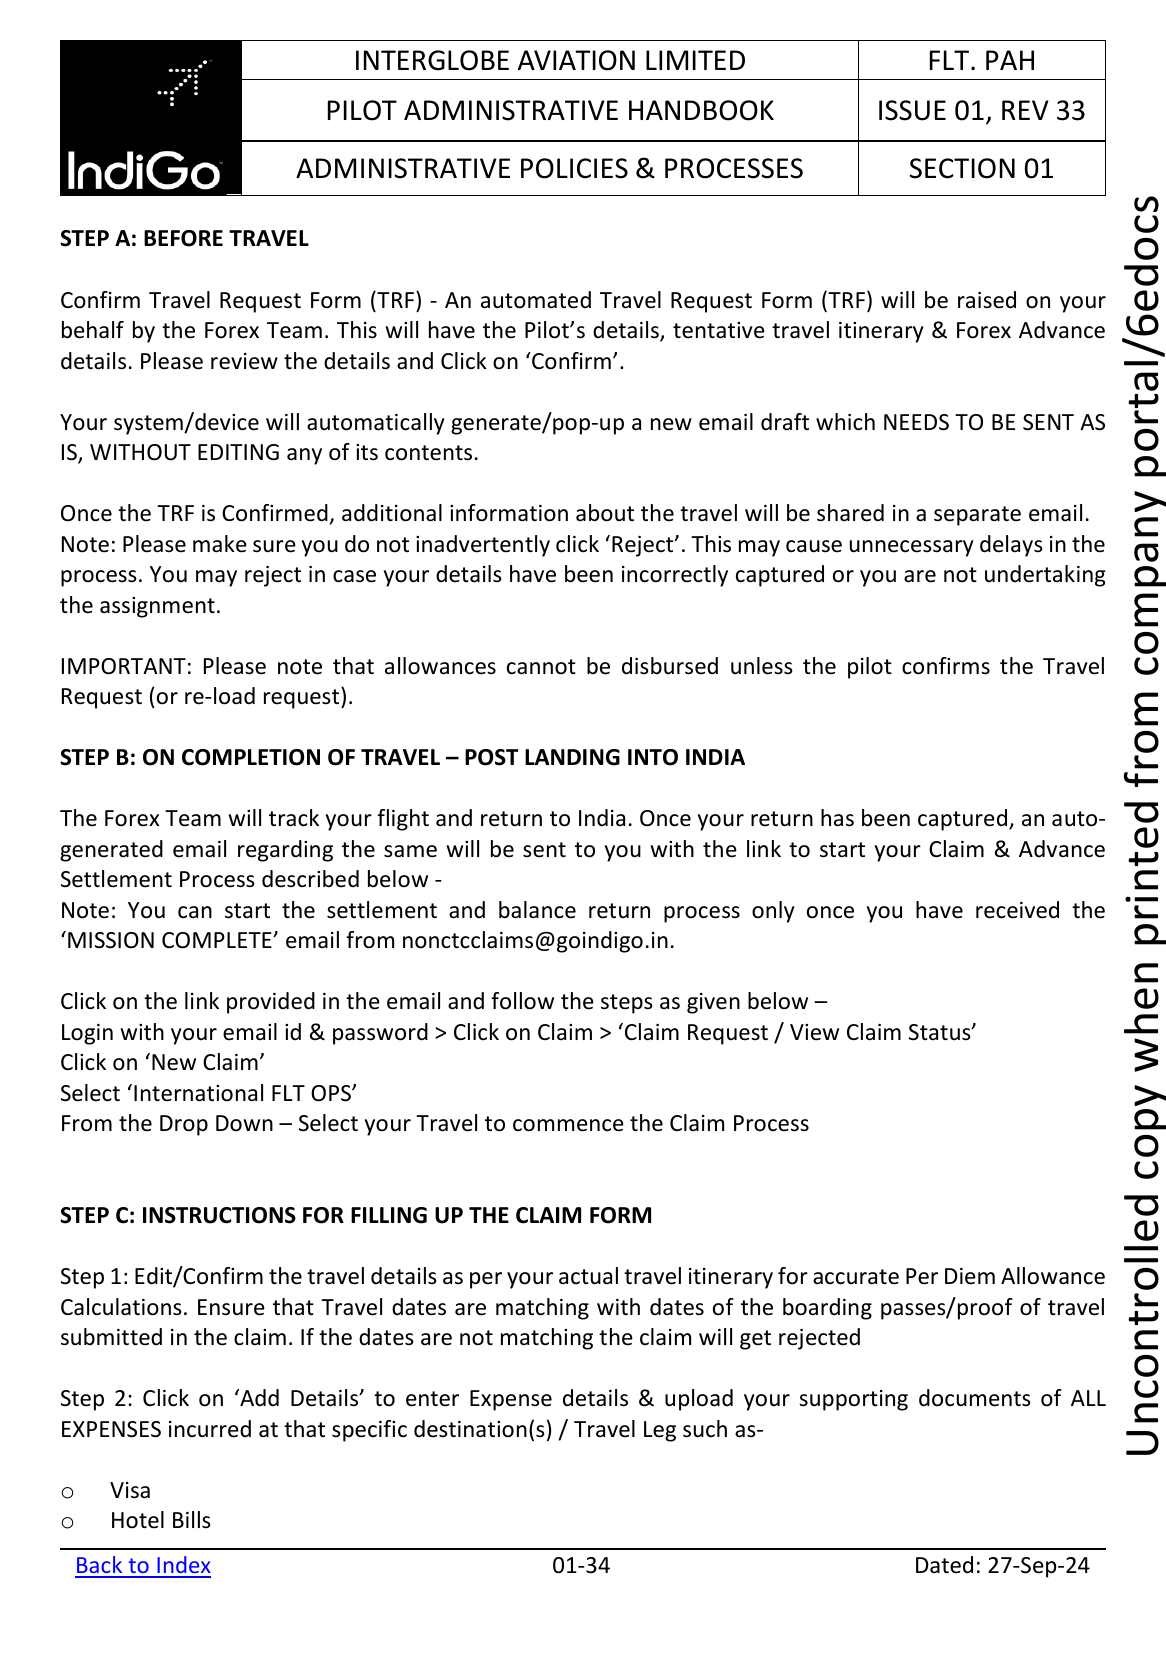 INTERGLOBE AVIATION LIMITED
FLT. PAH
PILOT ADMINISTRATIVE HANDBOOK
ISSUE 01, REV 33
IndiGo
ADMINISTRATIVE POLICIES & PROCESSES
SECTION 01
STEP A: BEFORE TRAVEL
Confirm Travel Request Form (TRF) - An automated Travel Request Form (TRF) will be raised on your
behalf by the Forex Team. This will have the Pilot’s details, tentative travel itinerary & Forex Advance
details. Please review the details and Click on ‘Confirm’.
Your system/device will automatically generate/pop-up a new email draft which NEEDS TO BE SENT AS
IS, WITHOUT EDITING any of its contents.
Once the TRF is Confirmed, additional information about the travel will be shared in a separate email.
Note: Please make sure you do not inadvertently click ‘Reject’. This may cause unnecessary delays in the
process. You may reject in case your details have been incorrectly captured or you are not undertaking
the assignment.
IMPORTANT: Please note that allowances cannot be disbursed unless the pilot confirms the Travel
Request (or re-load request).
STEP B: ON COMPLETION OF TRAVEL – POST LANDING INTO INDIA
The Forex Team will track your flight and return to India. Once your return has been captured, an auto-
generated email regarding the same will be sent to you with the link to start your Claim & Advance
Settlement Process described below -
Note: You can start the settlement and balance return process only once you have received the
‘MISSION COMPLETE’ email from nonctcclaims@goindigo.in.
Click on the link provided in the email and follow the steps as given below –
Login with your email id & password > Click on Claim > ‘Claim Request / View Claim Status’
Click on ‘New Claim’
Select ‘International FLT OPS’
From the Drop Down – Select your Travel to commence the Claim Process
STEP C: INSTRUCTIONS FOR FILLING UP THE CLAIM FORM
Step 1: Edit/Confirm the travel details as per your actual travel itinerary for accurate Per Diem Allowance
Calculations. Ensure that Travel dates are matching with dates of the boarding passes/proof of travel
submitted in the claim. If the dates are not matching the claim will get rejected
Step 2: Click on ‘Add Details’ to enter Expense details & upload your supporting documents of ALL
EXPENSES incurred at that specific destination(s) / Travel Leg such as-
o Visa
o Hotel Bills
Back to Index
01-34
Dated: 27-Sep-24
Uncontrolled copy when printed from company portal/6edocs